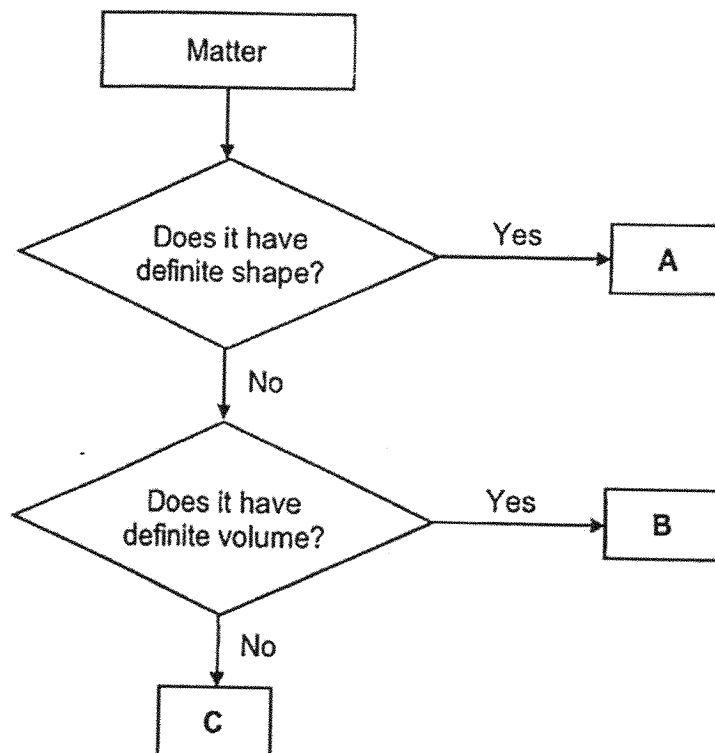 Matter
Does it have
definite shape?
Yes
A
No
Does it have
definite volume?
Yes
B
No
C